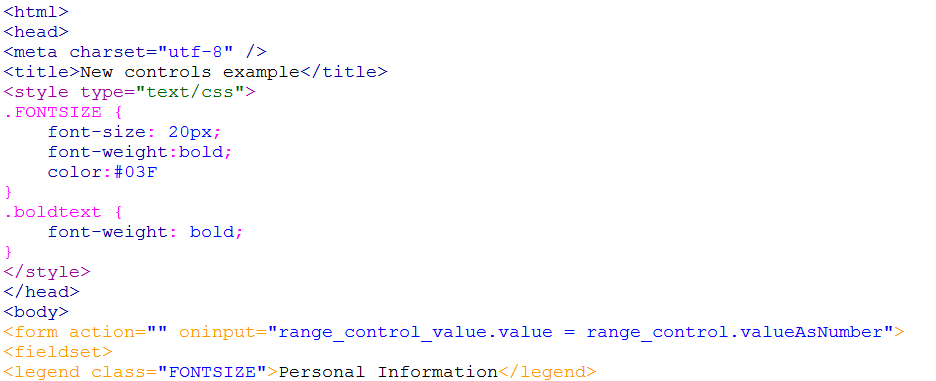 <html>
<head>
<meta charset="utf-8" />
<title>New controls example</title>
<style type="text/css">
.FONTSIZE {
    font-size: 20px;
    font-weight:bold;
    color:#03F
}
.boldtext {
    font-weight: bold;
}
</style>
</head>
<body>
<form action="" oninput="range_control_value.value = range_control.valueAsNumber">
<fieldset>
<legend class="FONTSIZE">Personal Information</legend>